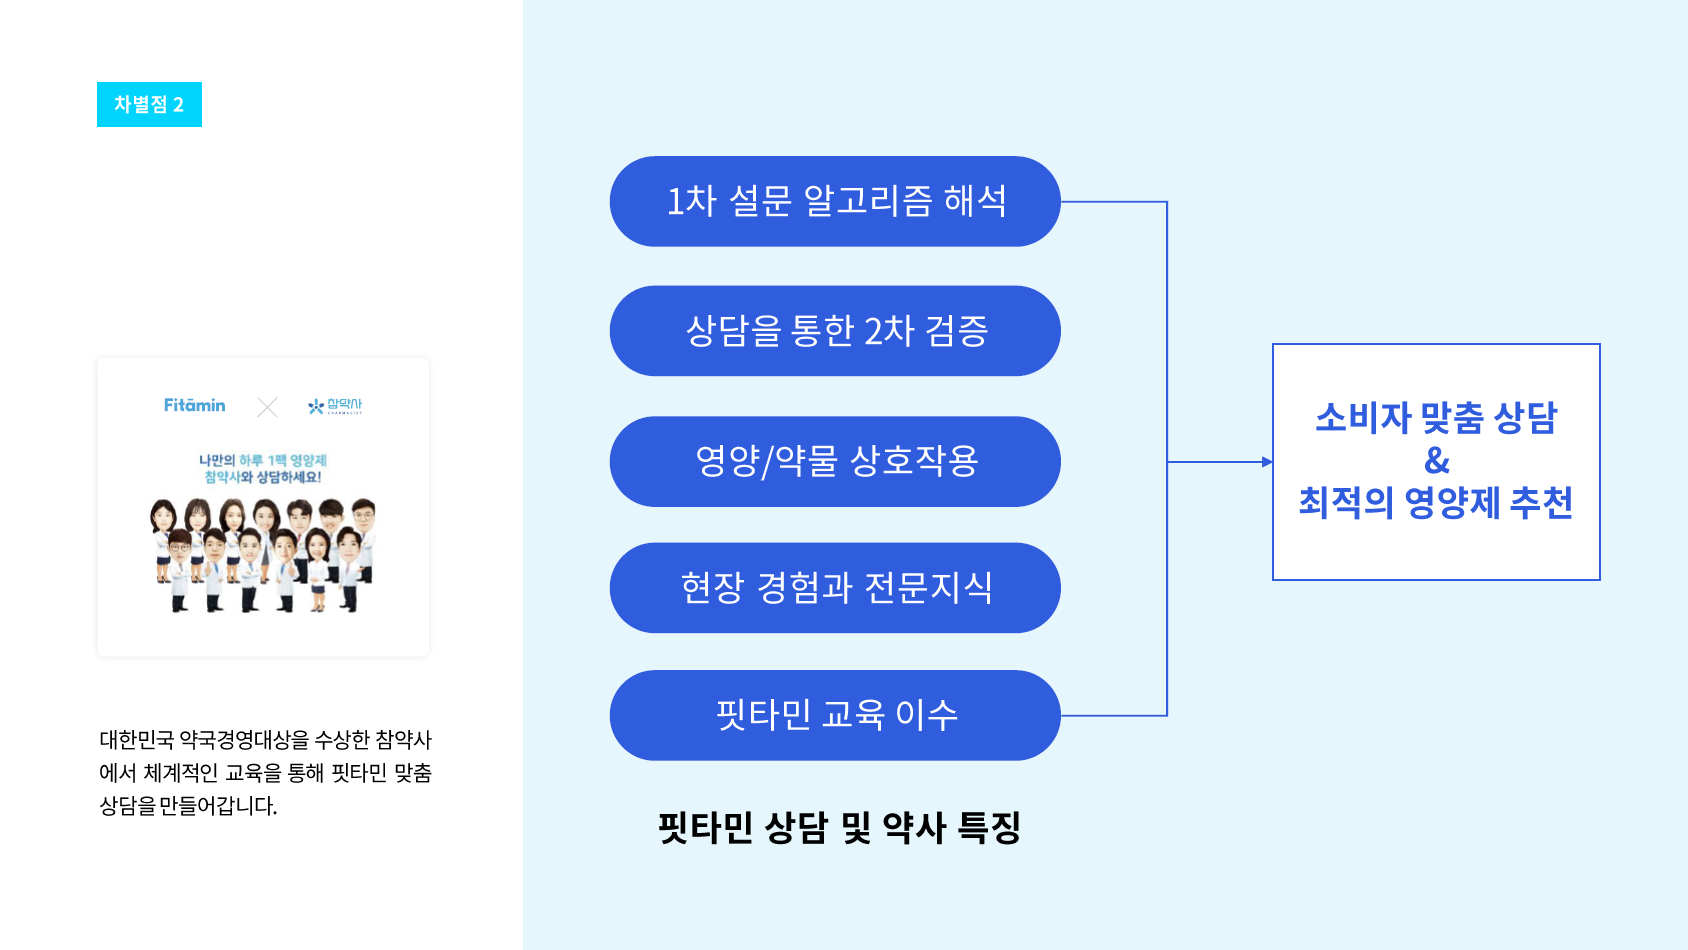 차별점 2
Fitamin
참약사
CHARMACIST
나만의 하루 1팩 영양제
참약사와 상담하세요!
대한민국 약국경영대상을 수상한 참약사
에서 체계적인 교육을 통해 핏타민 맞춤
상담을 만들어갑니다.
1차 설문 알고리즘 해석
상담을 통한 2차 검증
영양/약물 상호작용
현장 경험과 전문지식
핏타민 교육 이수
핏타민 상담 및 약사 특징
소비자 맞춤 상담
&
최적의 영양제 추천